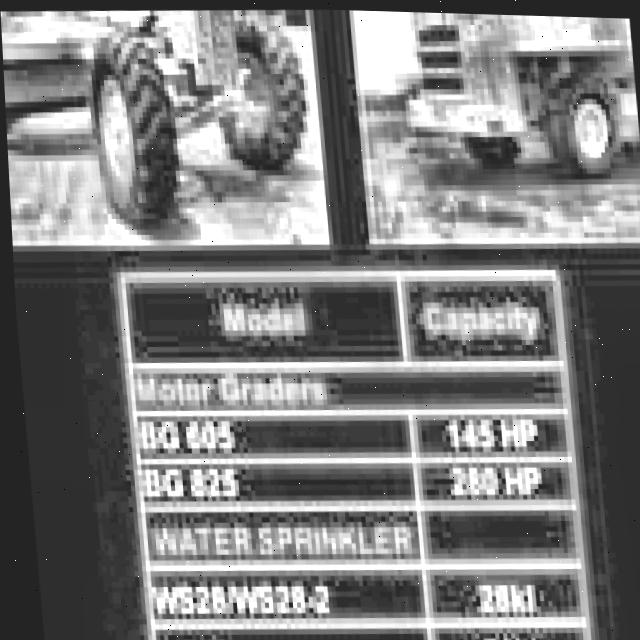 Model Capacity
Motor Graders
BG 605 145 HP
BG 825 280 HP
WATER SPRINKLER
WS28/WS28-2 28kl